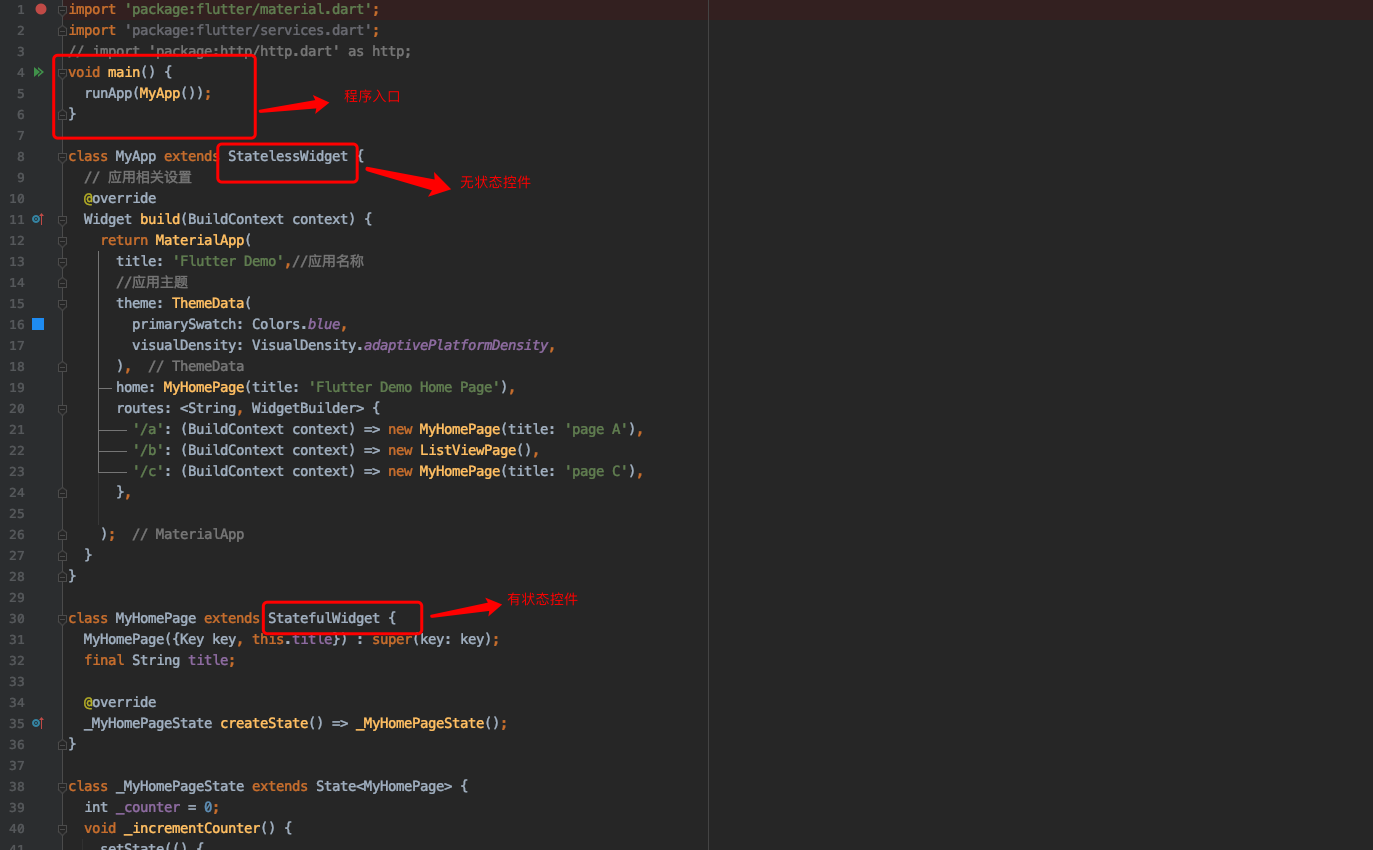 1 import 'package:flutter/material.dart';
2 import 'package:flutter/services.dart';
3 // import 'package:http/http.dart' as http;
4 void main() {
5 runApp(MyApp());
程序入口
6 }
7
8 class MyApp extends StatelessWidget {
9 // 应用相关设置
无状态控件
10 @override
11 Widget build(BuildContext context) {
12 return MaterialApp(
13 title: 'Flutter Demo',//应用名称
14 //应用主题
15 theme: ThemeData(
16 primarySwatch: Colors.blue,
17 visualDensity: VisualDensity.adaptivePlatformDensity,
18 ), // ThemeData
19 home: MyHomePage(title: 'Flutter Demo Home Page'),
20 routes: <String, WidgetBuilder> {
21 '/a': (BuildContext context) => new MyHomePage(title: 'page A'),
22 '/b': (BuildContext context) => new ListViewPage(),
23 '/c': (BuildContext context) => new MyHomePage(title: 'page C'),
24 },
25
26 ); // MaterialApp
27 }
28 }
29
有状态控件
30 class MyHomePage extends StatefulWidget {
31 MyHomePage({Key key, this.title}) : super(key: key);
32 final String title;
33
34 @override
35 _MyHomePageState createState() => _MyHomePageState();
36 }
37
38 class _MyHomePageState extends State<MyHomePage> {
39 int _counter = 0;
40 void _incrementCounter() {
41 setState(() {